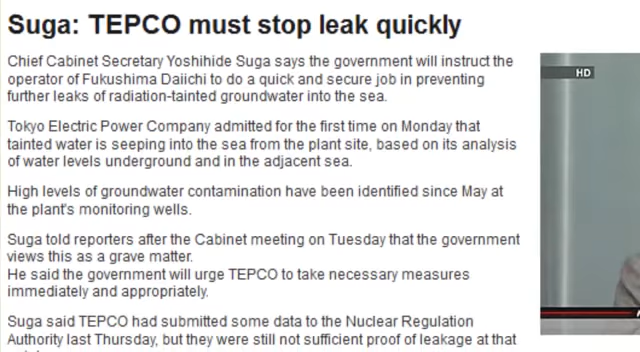 Suga: TEPCO must stop leak quickly
Chief Cabinet Secretary Yoshihide Suga says the government will instruct the
operator of Fukushima Daiichi to do a quick and secure job in preventing
further leaks of radiation-tainted groundwater into the sea.
Tokyo Electric Power Company admitted for the first time on Monday that
tainted water is seeping into the sea from the plant site, based on its analysis
of water levels underground and in the adjacent sea.
High levels of groundwater contamination have been identified since May at
the plant's monitoring wells.
Suga told reporters after the Cabinet meeting on Tuesday that the government
views this as a grave matter.
He said the government will urge TEPCO to take necessary measures
immediately and appropriately.
Suga said TEPCO had submitted some data to the Nuclear Regulation
Authority last Thursday, but they were still not sufficient proof of leakage at that
HD